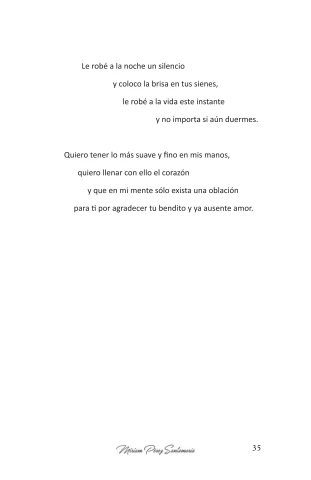 Le robé a la noche un silencio
y coloco la brisa en tus sienes,
le robé a la vida este instante
y no importa si aún duermes.
Quiero tener lo más suave y fino en mis manos,
quiero llenar con ello el corazón
y que en mi mente sólo exista una oblación
para ti por agradecer tu bendito y ya ausente amor.
Miriam Pérez Santamaría 35